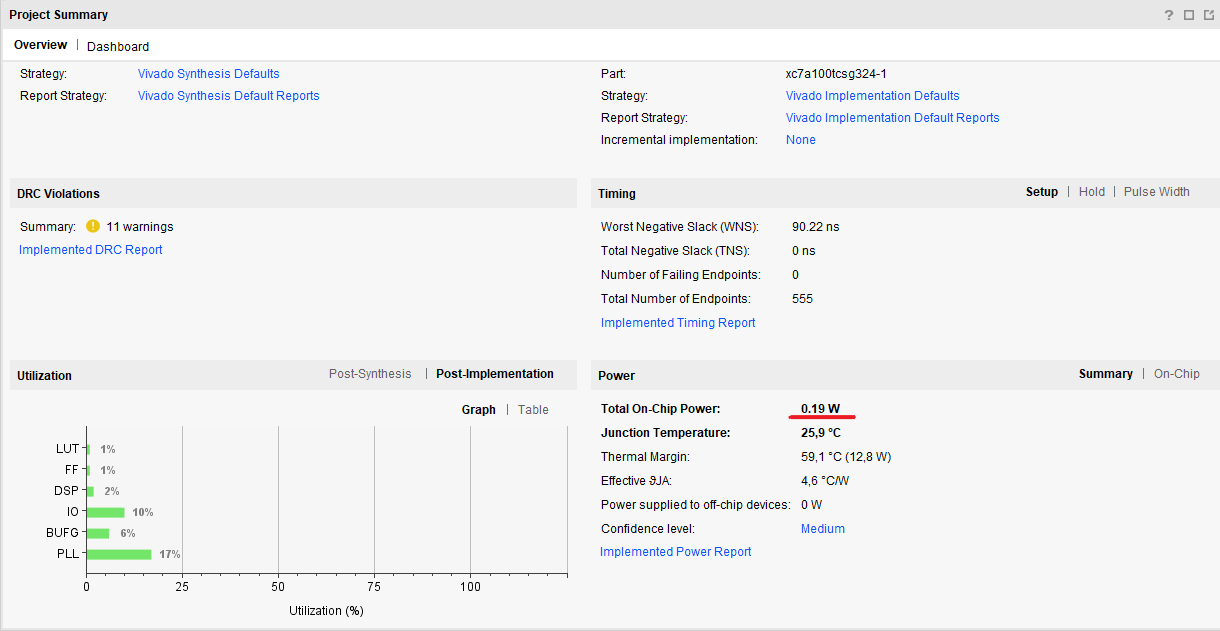 Project Summary
?
Overview | Dashboard
Strategy: Vivado Synthesis Defaults
Report Strategy: Vivado Synthesis Default Reports
Part: xc7a100tcsg324-1
Strategy: Vivado Implementation Defaults
Report Strategy: Vivado Implementation Default Reports
Incremental implementation: None
DRC Violations
Summary: ! 11 warnings
Implemented DRC Report
Timing Setup | Hold | Pulse Width
Worst Negative Slack (WNS): 90.22 ns
Total Negative Slack (TNS): 0 ns
Number of Failing Endpoints: 0
Total Number of Endpoints: 555
Implemented Timing Report
Utilization Post-Synthesis | Post-Implementation
Graph | Table
LUT 1%
FF 1%
DSP 2%
IO 10%
BUFG 6%
PLL 17%
0 25 50 75 100
Utilization (%)
Power Summary | On-Chip
Total On-Chip Power: 0.19 W
Junction Temperature: 25,9 °C
Thermal Margin: 59,1 °C (12,8 W)
Effective ϑJA: 4,6 °C/W
Power supplied to off-chip devices: 0 W
Confidence level: Medium
Implemented Power Report